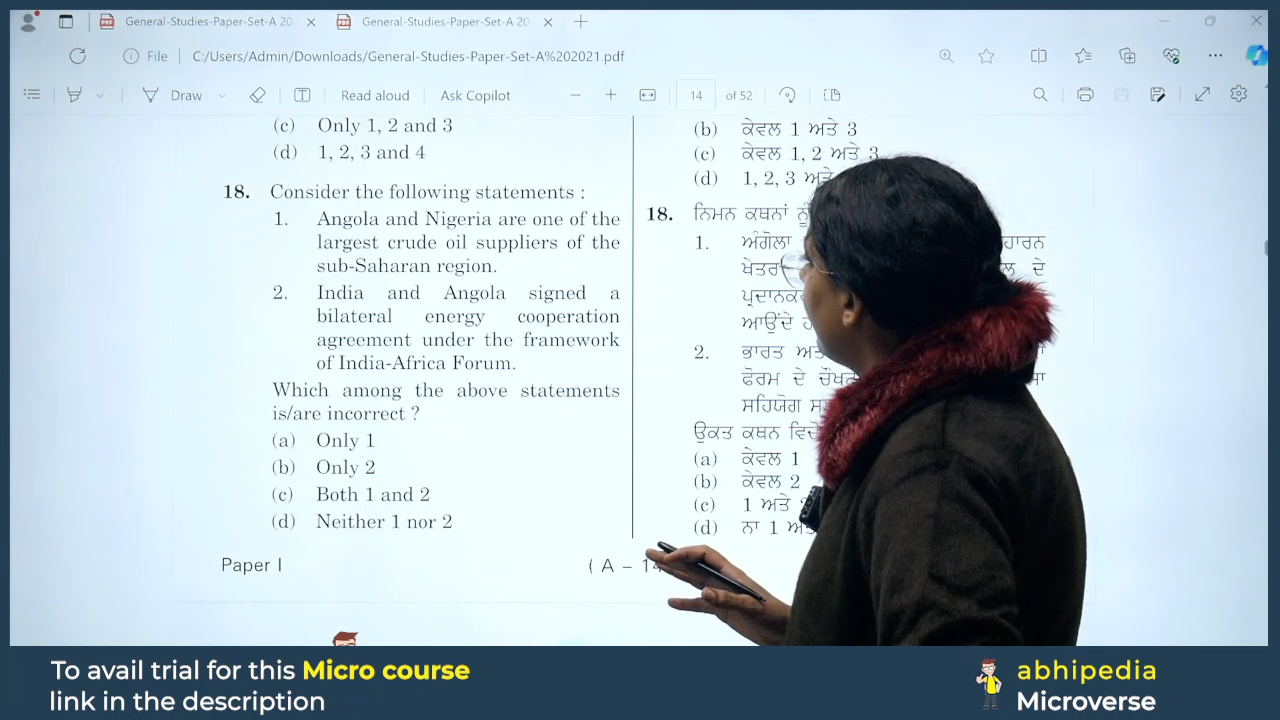 General-Studies-Paper-Set-A 20
General-Studies-Paper-Set-A 20
File C:/Users/Admin/Downloads/General-Studies-Paper-Set-A%202021.pdf
Draw Read aloud Ask Copilot 14 of 52
(c) Only 1, 2 and 3
(d) 1, 2, 3 and 4
18. Consider the following statements :
1. Angola and Nigeria are one of the
largest crude oil suppliers of the
sub-Saharan region.
2. India and Angola signed a
bilateral energy cooperation
agreement under the framework
of India-Africa Forum.
Which among the above statements
is/are incorrect ?
(a) Only 1
(b) Only 2
(c) Both 1 and 2
(d) Neither 1 nor 2
(b) ਕੇਵਲ 1 ਅਤੇ 3
(c) ਕੇਵਲ 1, 2 ਅਤੇ 3
(d) 1, 2, 3 ਅਤੇ
18. ਨਿਮਨ ਕਥਨਾਂ ਨੂੰ
1. ਅੰਗੋਲਾ ਹਾਰਨ
ਦੇ
ਆਉਂਦੇ
2. ਭਾਰਤ ਅਤੇ
ਫੋਰਮ ਦੇ
ਸਹਿਯੋਗ
ਉਕਤ ਕਥਨ
(a) ਕੇਵਲ 1
(b) ਕੇਵਲ 2
(c) 1 ਅਤੇ
(d) ਨਾ 1
Paper I
( A – 14
To avail trial for this Micro course
link in the description
abhipedia
Microverse